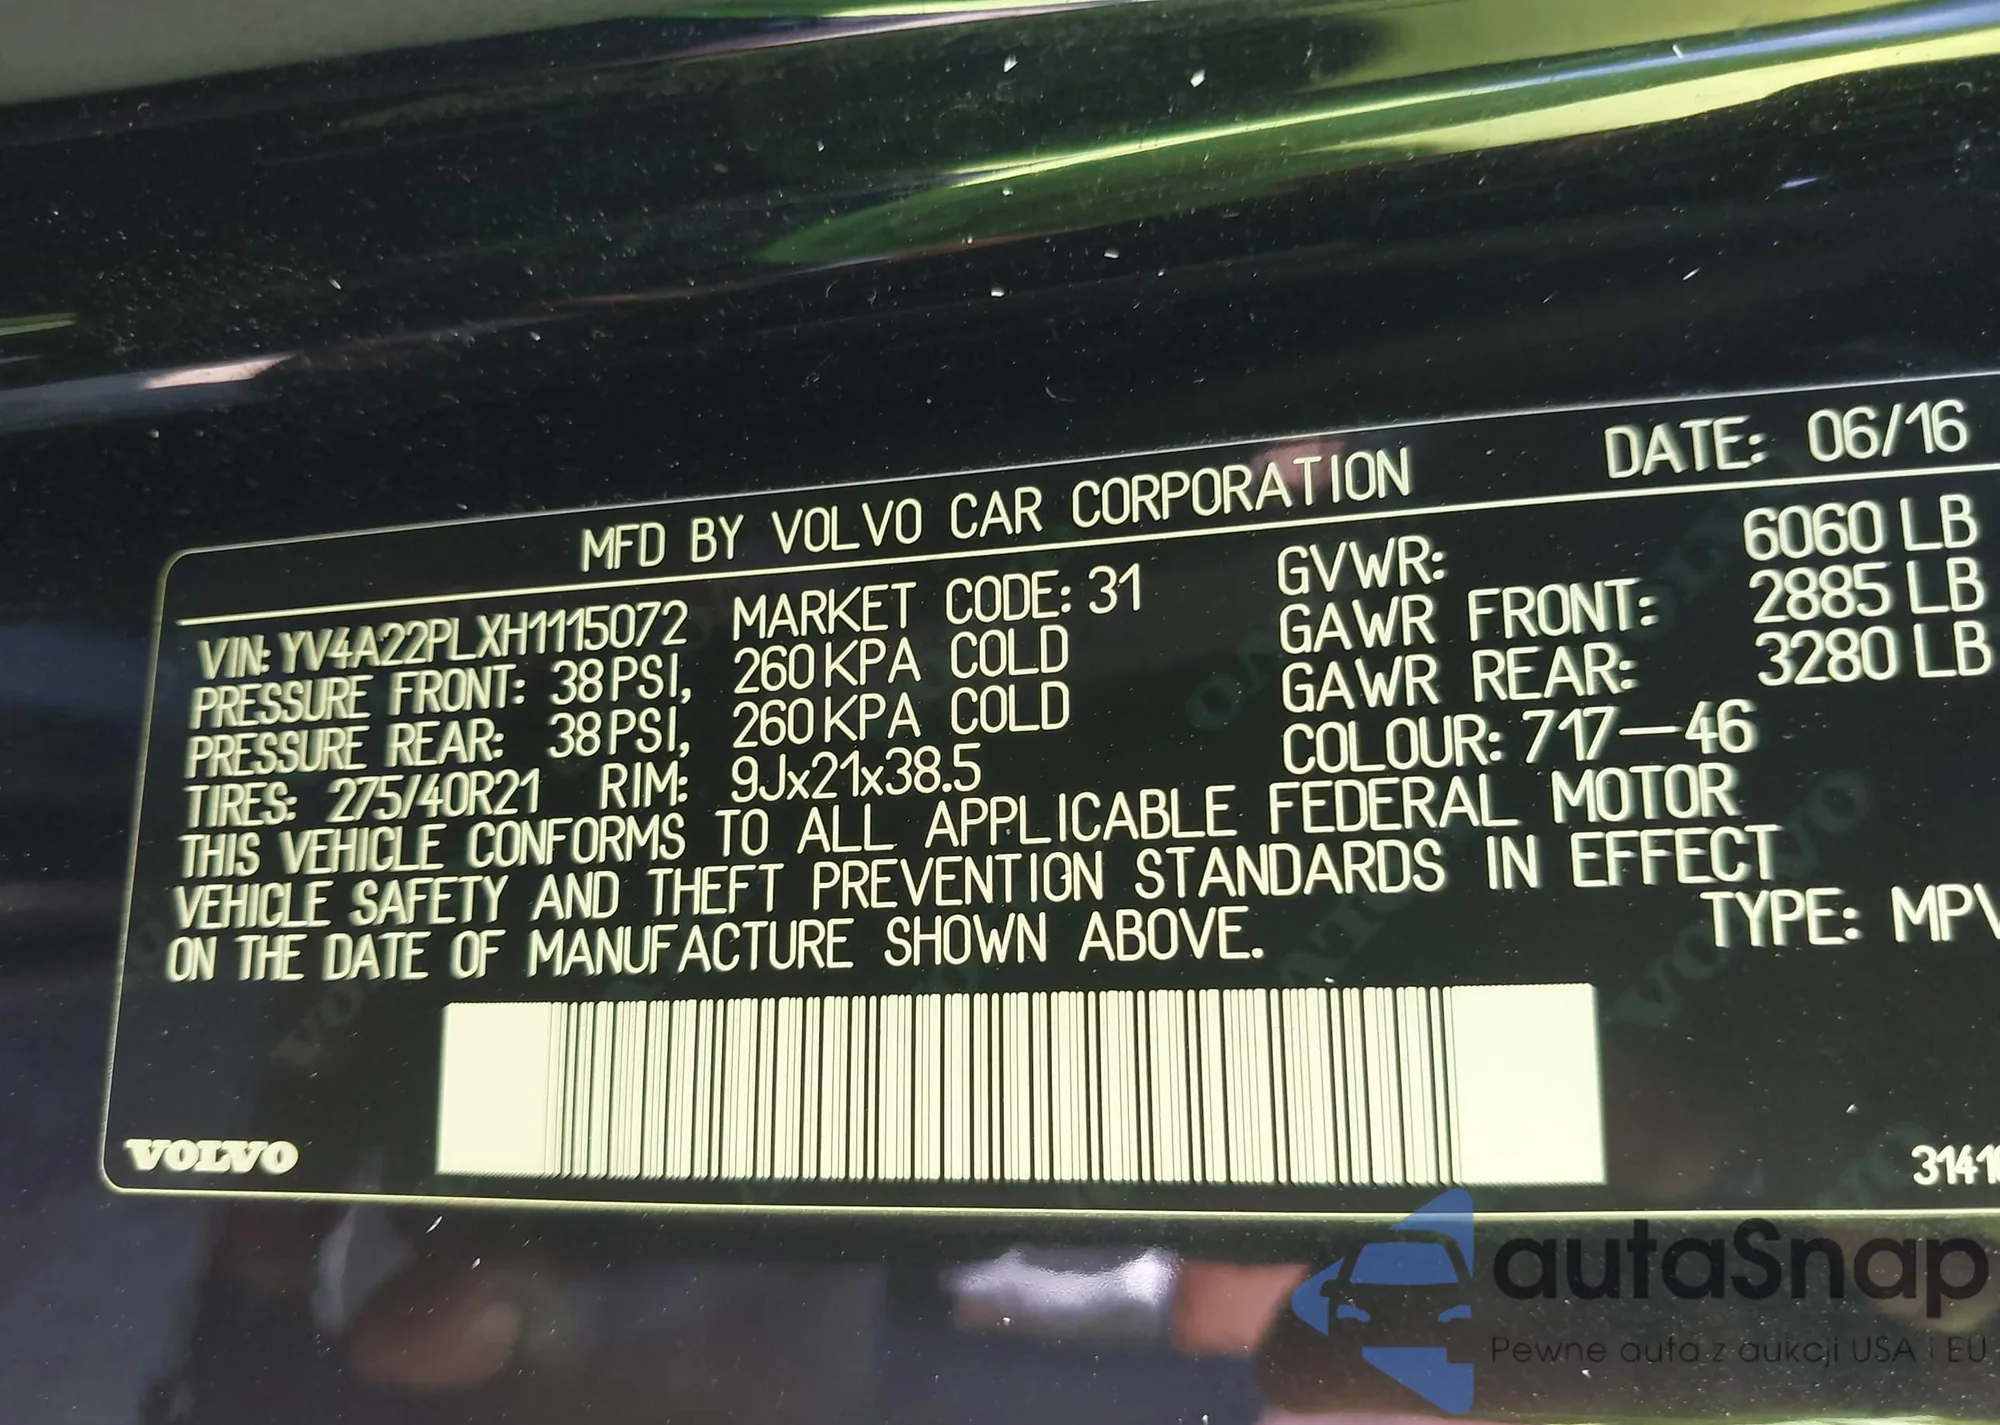 MFD BY VOLVO CAR CORPORATION DATE: 06/16
VIN: YV4A22PLXH1115072 MARKET CODE: 31 GVWR: 6060 LB
PRESSURE FRONT: 38 PSI, 260 KPA COLD GAWR FRONT: 2885 LB
PRESSURE REAR: 38 PSI, 260 KPA COLD GAWR REAR: 3280 LB
TIRES: 275/40R21 RIM: 9Jx21x38.5 COLOUR: 717-46
THIS VEHICLE CONFORMS TO ALL APPLICABLE FEDERAL MOTOR
VEHICLE SAFETY AND THEFT PREVENTION STANDARDS IN EFFECT
ON THE DATE OF MANUFACTURE SHOWN ABOVE. TYPE: MPV
VOLVO
autaSnap
Pewne auta z aukcji USA i EU